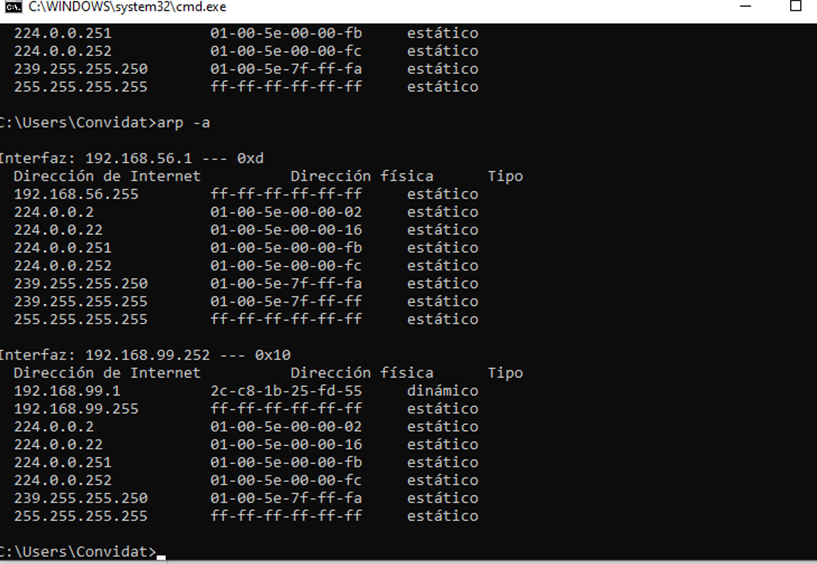 C:\WINDOWS\system32\cmd.exe
224.0.0.251 01-00-5e-00-00-fb estático
224.0.0.252 01-00-5e-00-00-fc estático
239.255.255.250 01-00-5e-7f-ff-fa estático
255.255.255.255 ff-ff-ff-ff-ff-ff estático
C:\Users\Convidat>arp -a
Interfaz: 192.168.56.1 --- 0xd
Dirección de Internet Dirección física Tipo
192.168.56.255 ff-ff-ff-ff-ff-ff estático
224.0.0.2 01-00-5e-00-00-02 estático
224.0.0.22 01-00-5e-00-00-16 estático
224.0.0.251 01-00-5e-00-00-fb estático
224.0.0.252 01-00-5e-00-00-fc estático
239.255.255.250 01-00-5e-7f-ff-fa estático
239.255.255.255 01-00-5e-7f-ff-ff estático
255.255.255.255 ff-ff-ff-ff-ff-ff estático
Interfaz: 192.168.99.252 --- 0x10
Dirección de Internet Dirección física Tipo
192.168.99.1 2c-c8-1b-25-fd-55 dinámico
192.168.99.255 ff-ff-ff-ff-ff-ff estático
224.0.0.2 01-00-5e-00-00-02 estático
224.0.0.22 01-00-5e-00-00-16 estático
224.0.0.251 01-00-5e-00-00-fb estático
224.0.0.252 01-00-5e-00-00-fc estático
239.255.255.250 01-00-5e-7f-ff-fa estático
255.255.255.255 ff-ff-ff-ff-ff-ff estático
C:\Users\Convidat>